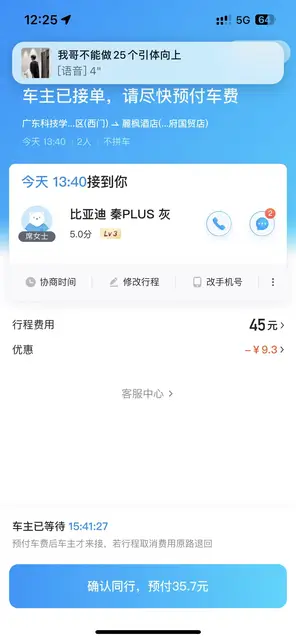 12:25
5G 64
我哥不能做25个引体向上
[语音] 4"
车主已接单，请尽快预付车费
广东科技学...区(西门) → 麗枫酒店(...府国贸店)
今天 13:40 2人 不拼车
今天 13:40接到你
比亚迪 秦PLUS 灰
5.0分 Lv3
席女士
2
协商时间 修改行程 改手机号
行程费用 45元
优惠 -￥9.3
客服中心
车主已等待 15:41:27
预付车费后车主才来接，若行程取消费用原路退回
确认同行，预付35.7元